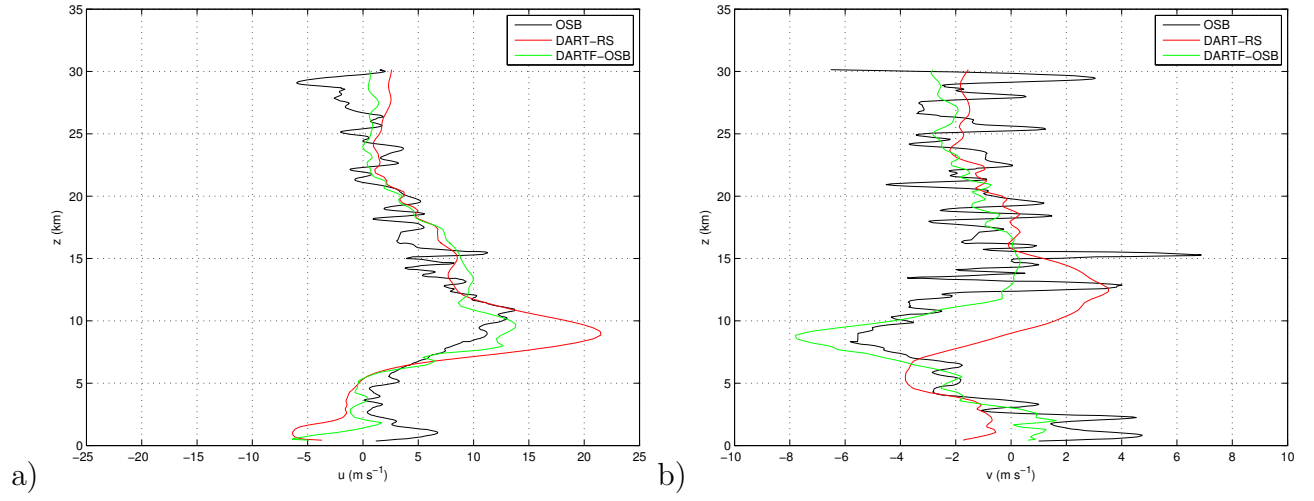 35
30
25
20
15
10
5
0
z (km)
-25 -20 -15 -10 -5 0 5 10 15 20 25
u (m s⁻¹)
OSB
DART-RS
DARTF-OSB
a)
35
30
25
20
15
10
5
0
z (km)
-10 -8 -6 -4 -2 0 2 4 6 8 10
v (m s⁻¹)
OSB
DART-RS
DARTF-OSB
b)